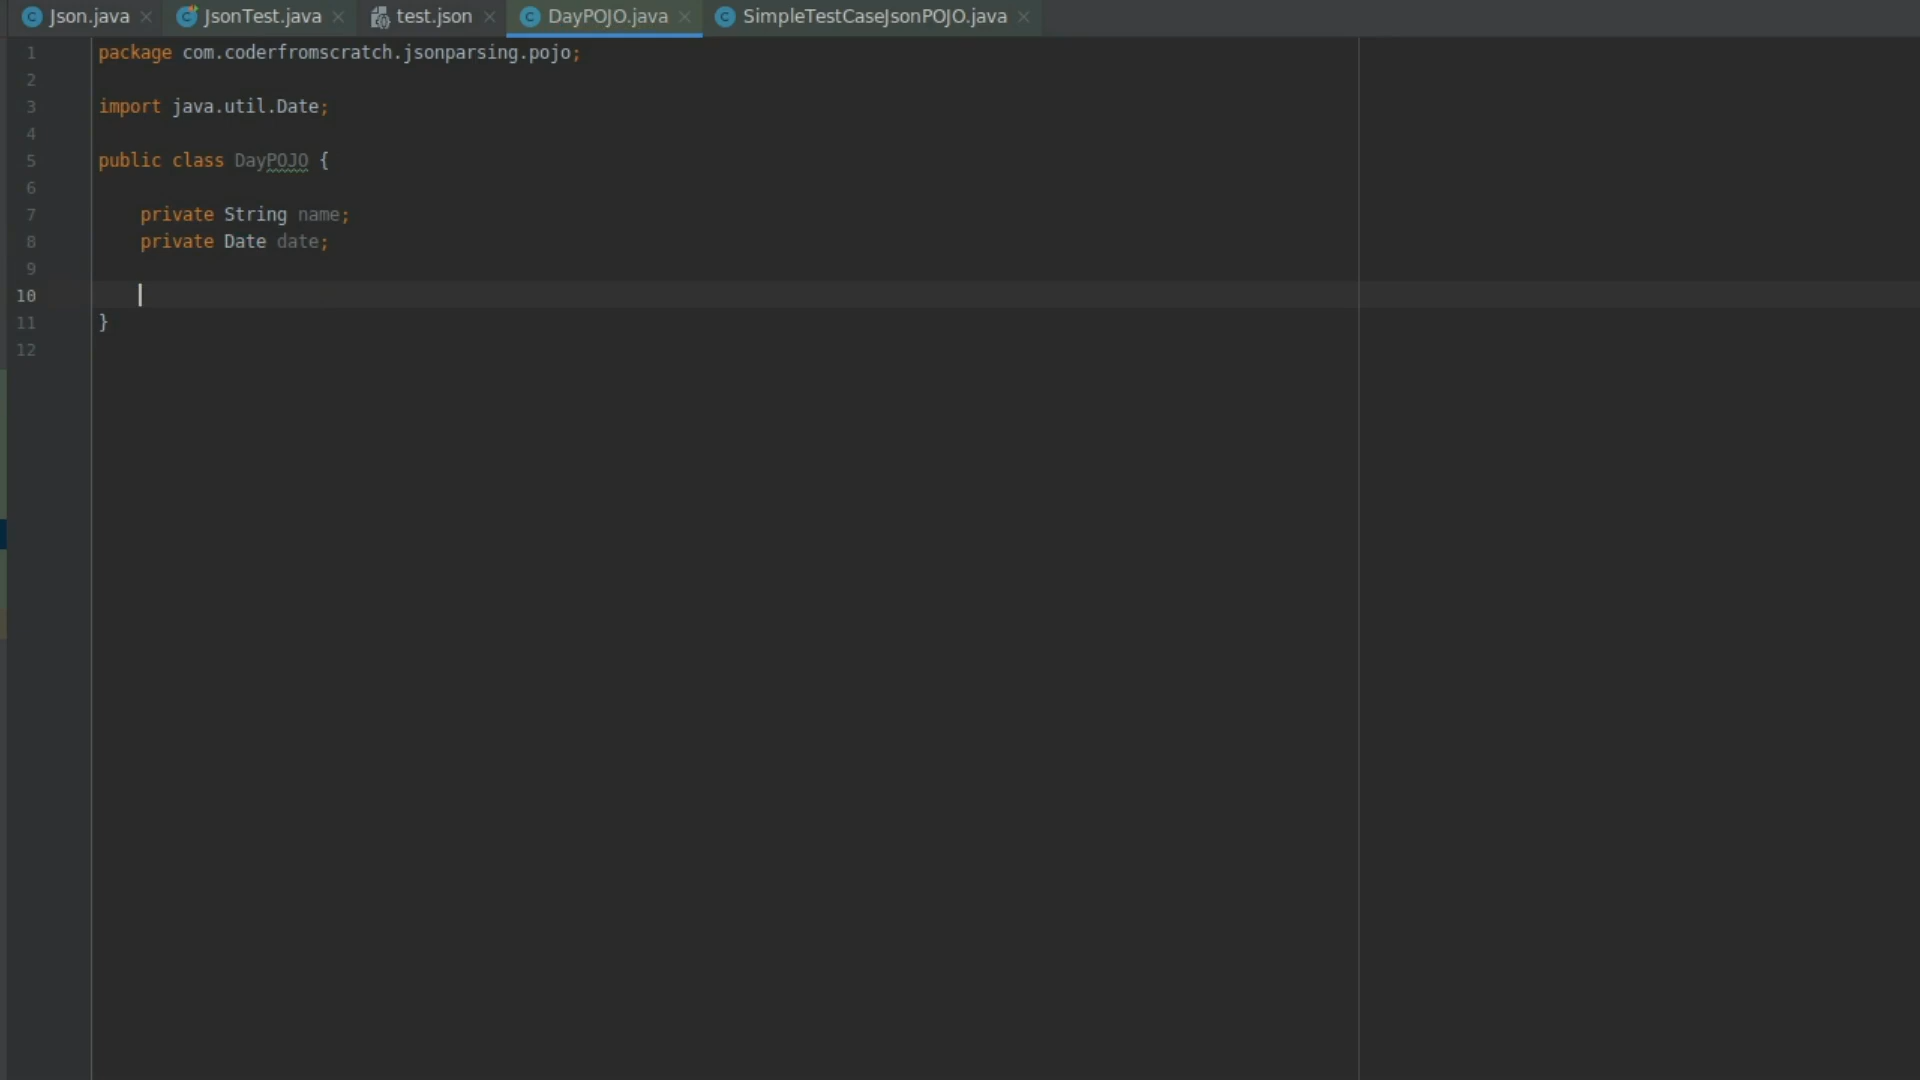 Json.java JsonTest.java test.json DayPOJO.java SimpleTestCaseJsonPOJO.java
1 package com.coderfromscratch.jsonparsing.pojo;
2
3 import java.util.Date;
4
5 public class DayPOJO {
6
7 private String name;
8 private Date date;
9
10
11 }
12